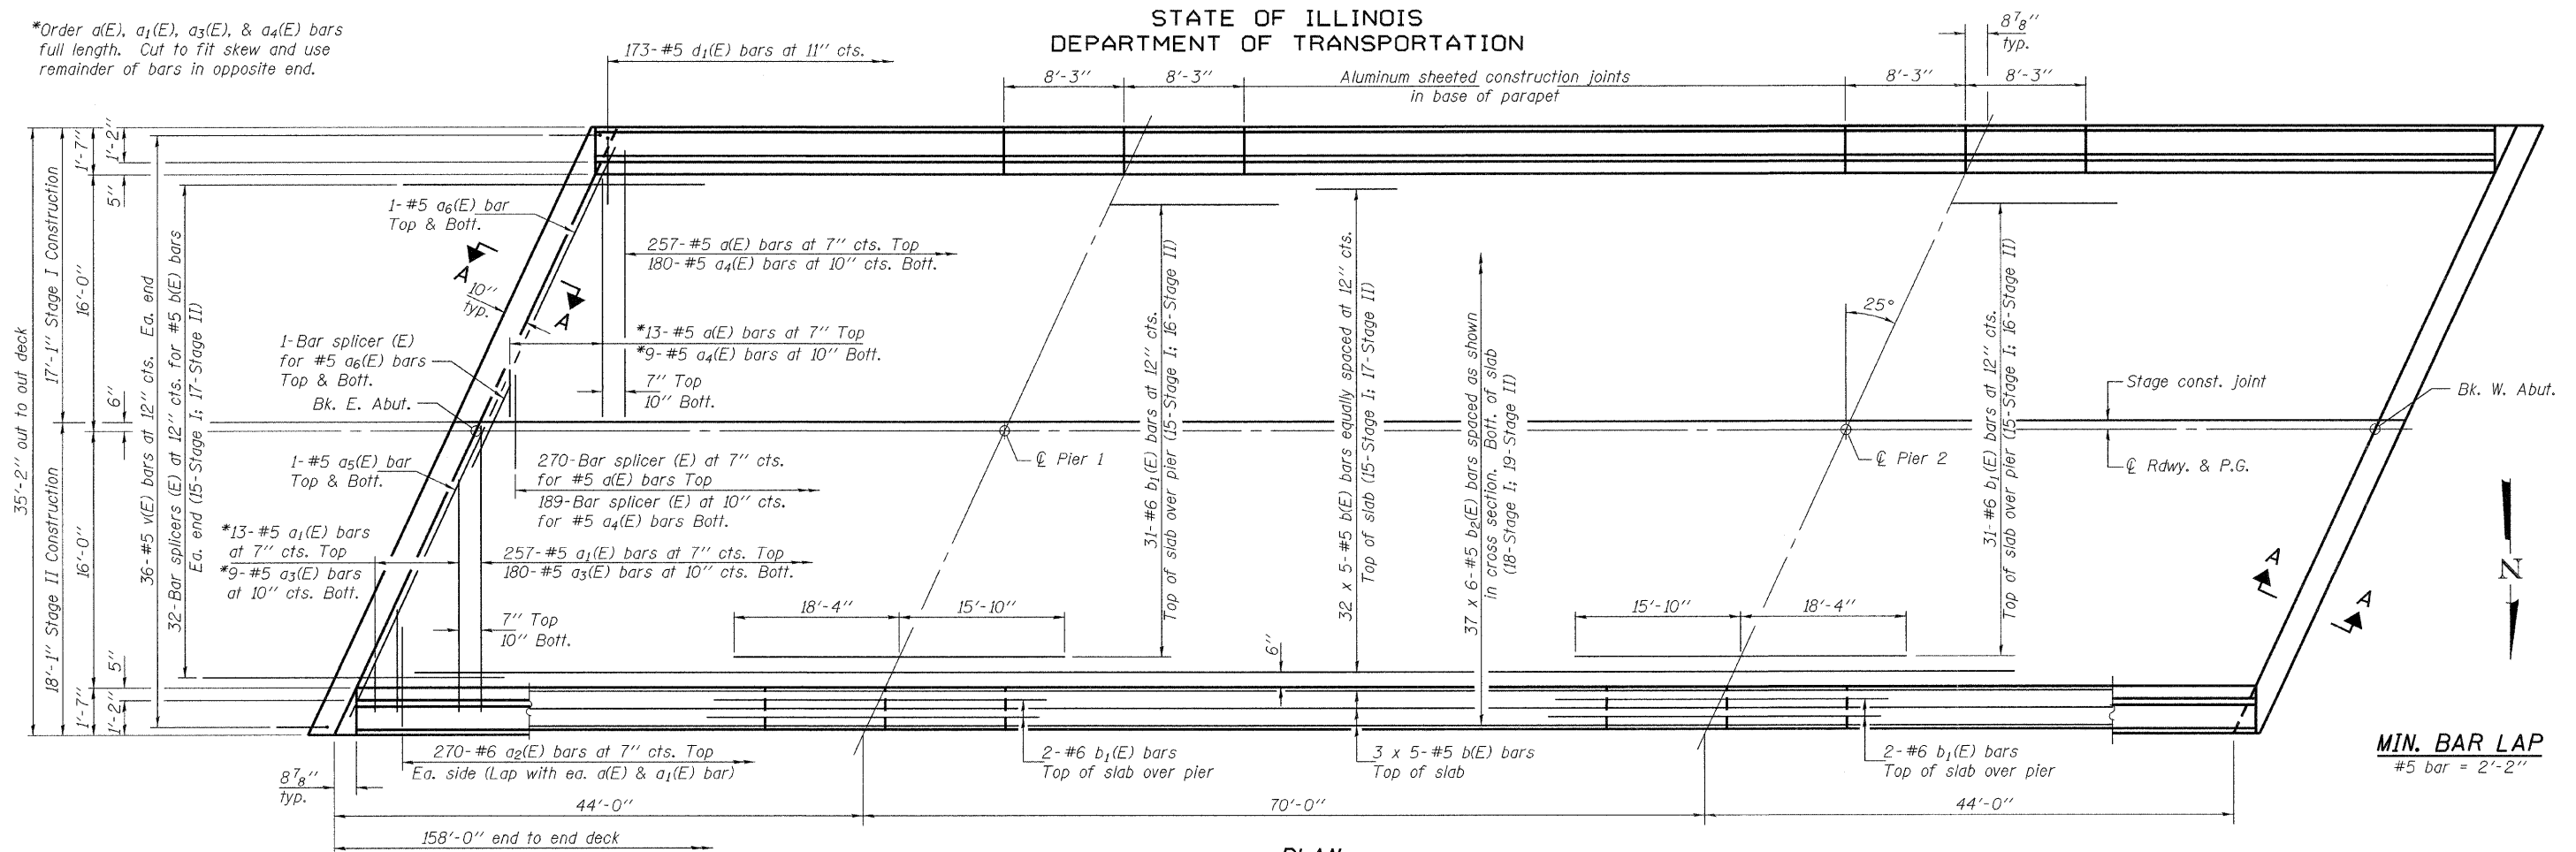 STATE OF ILLINOIS
DEPARTMENT OF TRANSPORTATION
*Order a(E), a1(E), a3(E), & a4(E) bars
full length. Cut to fit skew and use
remainder of bars in opposite end.
173-#5 d1(E) bars at 11" cts.
8'-3"
8'-3"
Aluminum sheeted construction joints
in base of parapet
8'-3"
8'-3"
8 7/8"
typ.
35'-2" out to out deck
17'-1" Stage I Construction
18'-1" Stage II Construction
1'-7"
16'-0"
16'-0"
1'-7"
1'-2"
5"
6"
5"
1'-2"
36-#5 v(E) bars at 12" cts. Ea. end
32-Bar splicers (E) at 12" cts. for #5 b(E) bars
Ea. end (15-Stage I; 17-Stage II)
1-#5 a6(E) bar
Top & Bott.
A
A
10"
typ.
257-#5 a(E) bars at 7" cts. Top
180-#5 a4(E) bars at 10" cts. Bott.
*13-#5 a(E) bars at 7" Top
*9-#5 a4(E) bars at 10" Bott.
7" Top
10" Bott.
1-Bar splicer (E)
for #5 a6(E) bars
Top & Bott.
Bk. E. Abut.
1-#5 a5(E) bar
Top & Bott.
270-Bar splicer (E) at 7" cts.
for #5 a(E) bars Top
189-Bar splicer (E) at 10" cts.
for #5 a4(E) bars Bott.
*13-#5 a1(E) bars
at 7" cts. Top
*9-#5 a3(E) bars
at 10" cts. Bott.
257-#5 a1(E) bars at 7" cts. Top
180-#5 a3(E) bars at 10" cts. Bott.
7" Top
10" Bott.
℄ Pier 1
31-#6 b1(E) bars at 12" cts.
Top of slab over pier (15-Stage I; 16-Stage II)
32 x 5-#5 b(E) bars equally spaced at 12" cts.
Top of slab (15-Stage I; 17-Stage II)
37 x 6-#5 b2(E) bars spaced as shown
in cross section. Bott. of slab
(18-Stage I; 19-Stage II)
25°
℄ Pier 2
31-#6 b1(E) bars at 12" cts.
Top of slab over pier (15-Stage I; 16-Stage II)
Stage const. joint
℄ Rdwy. & P.G.
Bk. W. Abut.
N
A
A
18'-4"
15'-10"
15'-10"
18'-4"
6"
270-#6 a2(E) bars at 7" cts. Top
Ea. side (Lap with ea. a(E) & a1(E) bar)
2-#6 b1(E) bars
Top of slab over pier
3 x 5-#5 b(E) bars
Top of slab
2-#6 b1(E) bars
Top of slab over pier
MIN. BAR LAP
#5 bar = 2'-2"
8 7/8"
typ.
44'-0"
70'-0"
44'-0"
158'-0" end to end deck